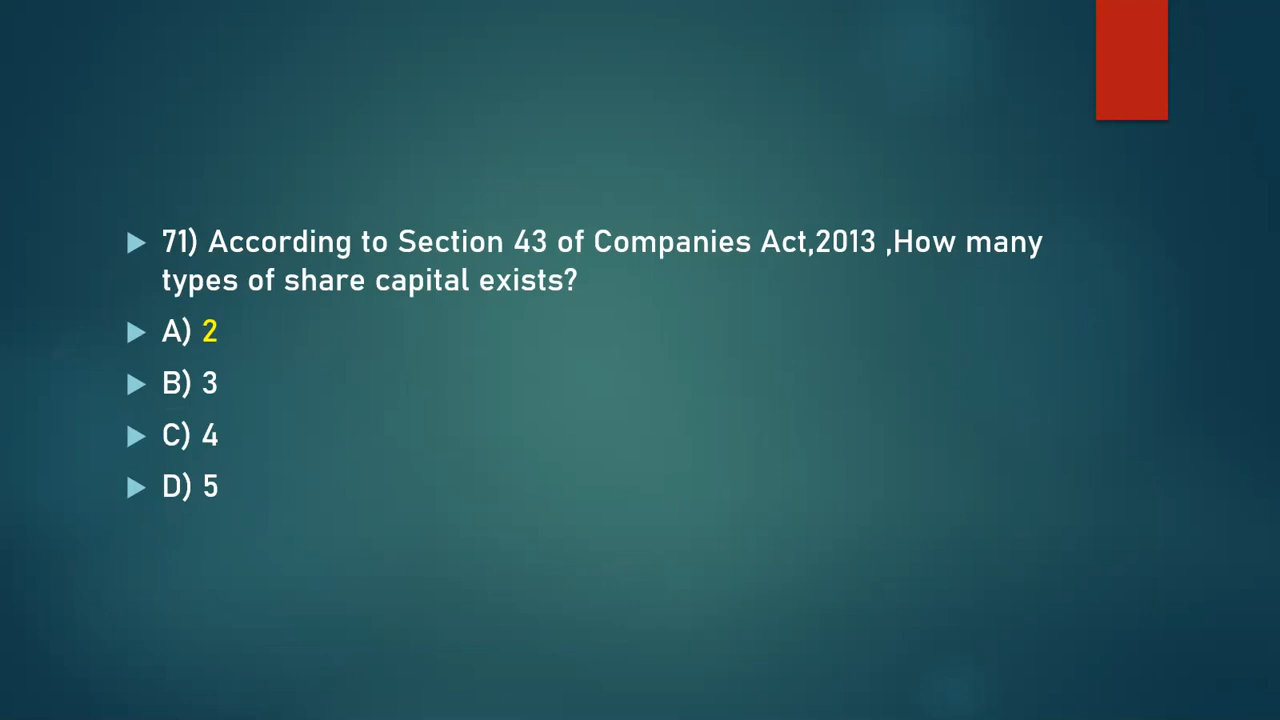 71) According to Section 43 of Companies Act,2013 ,How many
types of share capital exists?
A) 2
B) 3
C) 4
D) 5